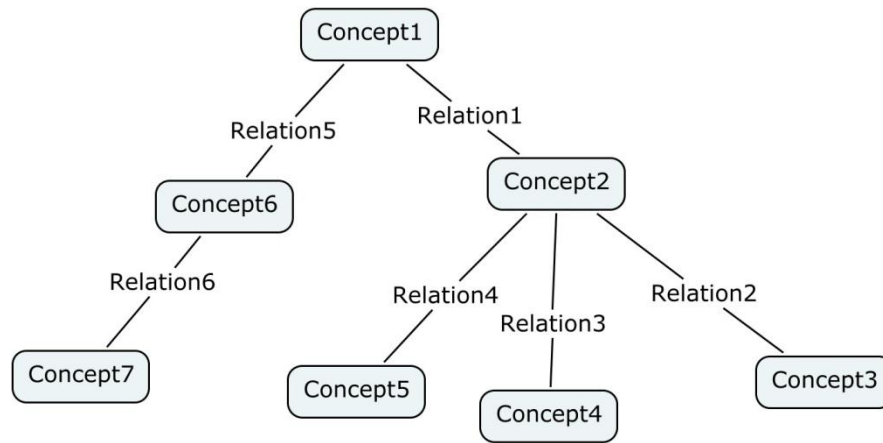 Concept1
Relation1
Relation5
Concept2
Concept6
Relation6
Relation4
Relation2
Relation3
Concept7
Concept5
Concept3
Concept4